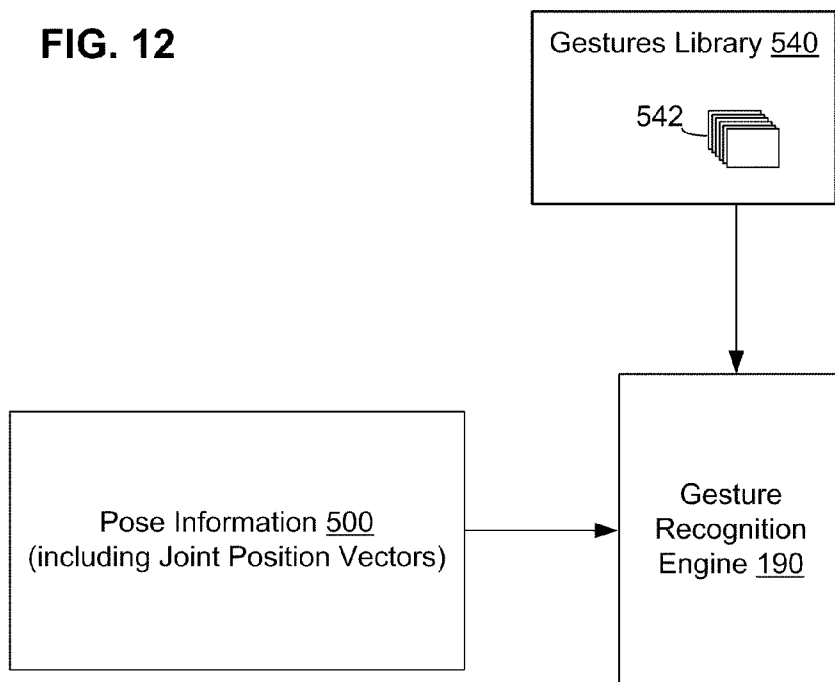 FIG. 12
Gestures Library 540
542
Pose Information 500
(including Joint Position Vectors)
Gesture
Recognition
Engine 190